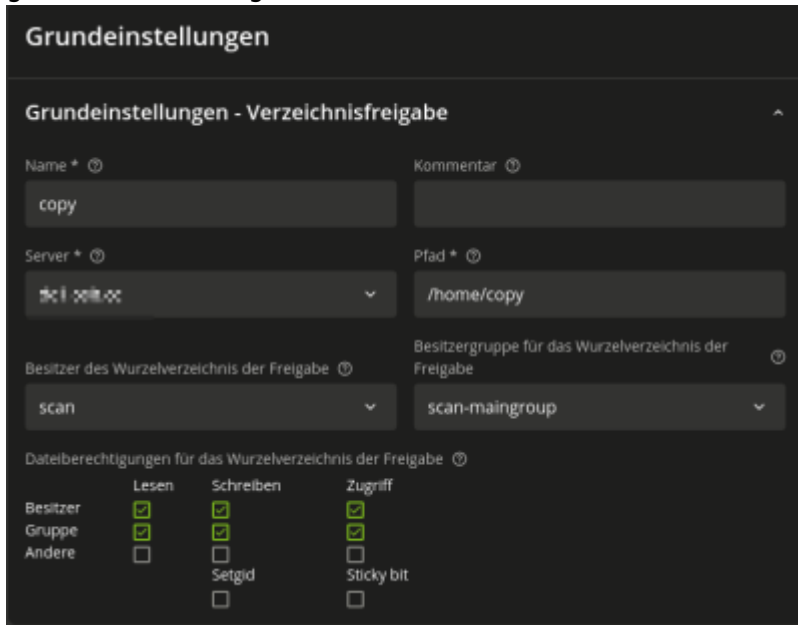 Grundeinstellungen
Grundeinstellungen - Verzeichnisfreigabe
Name *
Kommentar
copy
Server *
Pfad *
/home/copy
Besitzer des Wurzelverzeichnis der Freigabe
Besitzergruppe für das Wurzelverzeichnis der
Freigabe
scan
scan-maingroup
Dateiberechtigungen für das Wurzelverzeichnis der Freigabe
Lesen Schreiben Zugriff
Besitzer
Gruppe
Andere
Setgid Sticky bit